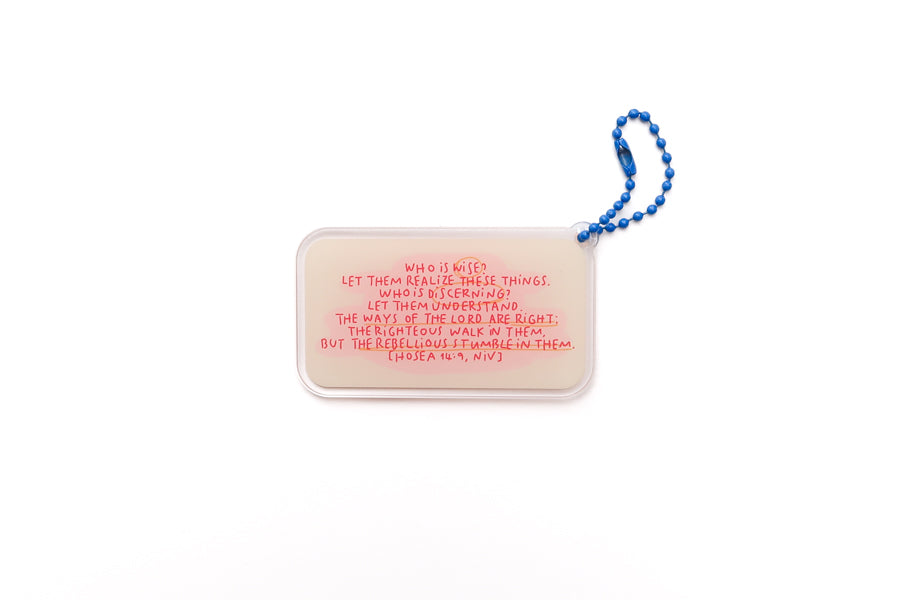 WHO iS WiSE?
LET THEM REALiZE THESE THiNGS.
WHO iS DiSCERNiNG?
LET THEM UNDERSTAND.
THE WAYS OF THE LORD ARE RiGHT;
THE RiGHTEOUS WALK iN THEM,
BUT THE REBELLiOUS STUMBLE iN THEM.
[HOSEA 14:9, NiV]